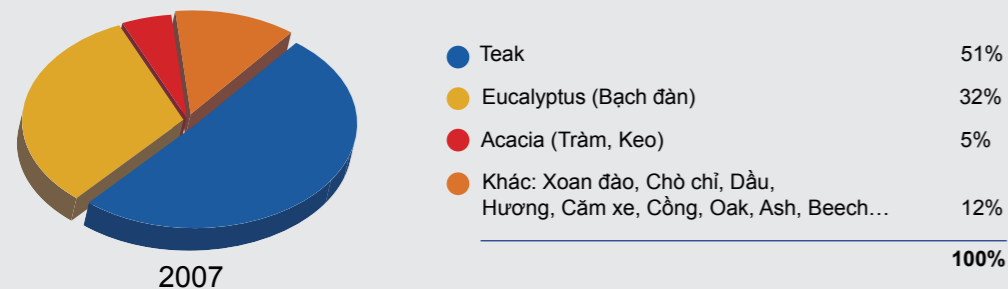 Teak 51%
Eucalyptus (Bạch đàn) 32%
Acacia (Tràm, Keo) 5%
Khác: Xoan đào, Chò chỉ, Dầu,
Hương, Căm xe, Cồng, Oak, Ash, Beech… 12%
100%
2007